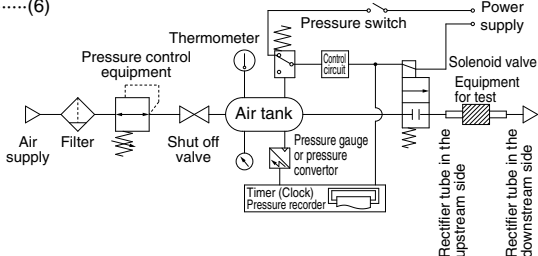 .....(6)
Power
supply
Pressure switch
Thermometer
Pressure control
equipment
Control
circuit
Solenoid valve
Equipment
for test
Air tank
Air
supply
Filter
Shut off
valve
Pressure gauge
or pressure
convertor
Timer (Clock)
Pressure recorder
Rectifier tube in the
upstream side
Rectifier tube in the
downstream side